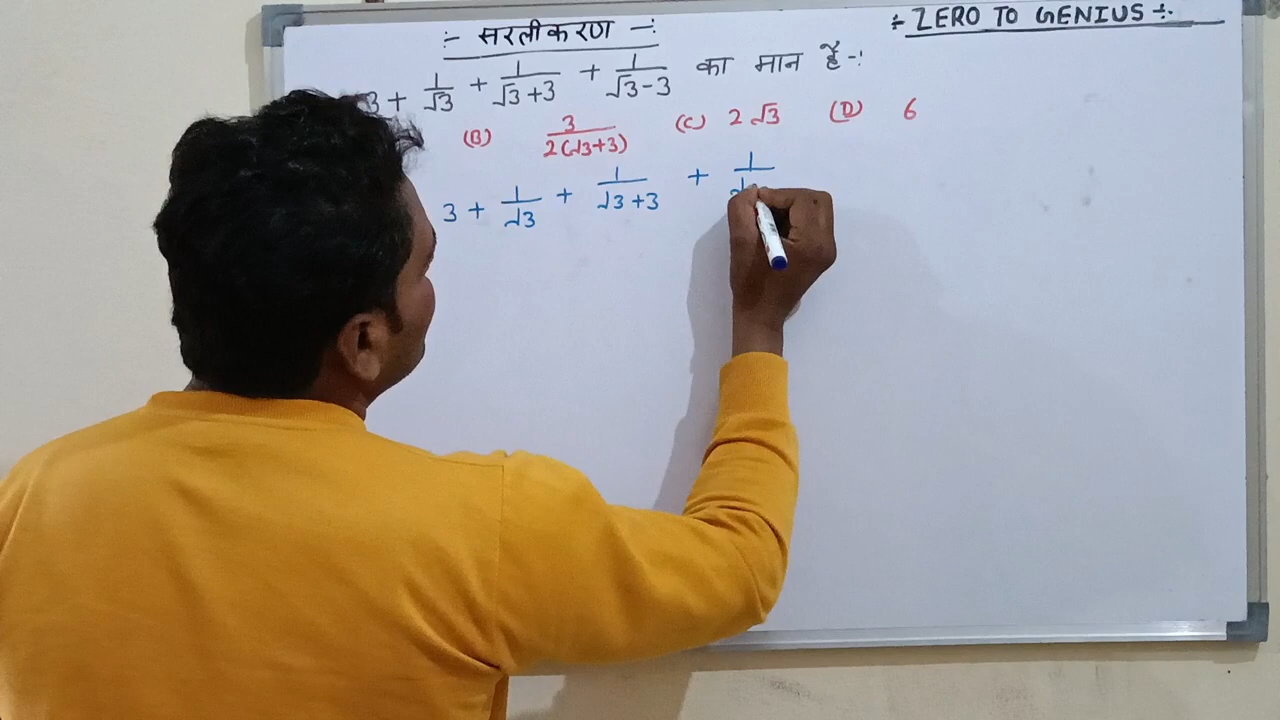 :- सरलीकरण -:
÷ ZERO TO GENIUS ÷
3 + 1/√3 + 1/(√3+3) + 1/(√3-3) का मान है -:
(B) 3/(2(√3+3)) (C) 2√3 (D) 6
3 + 1/√3 + 1/(√3+3) + 1/√